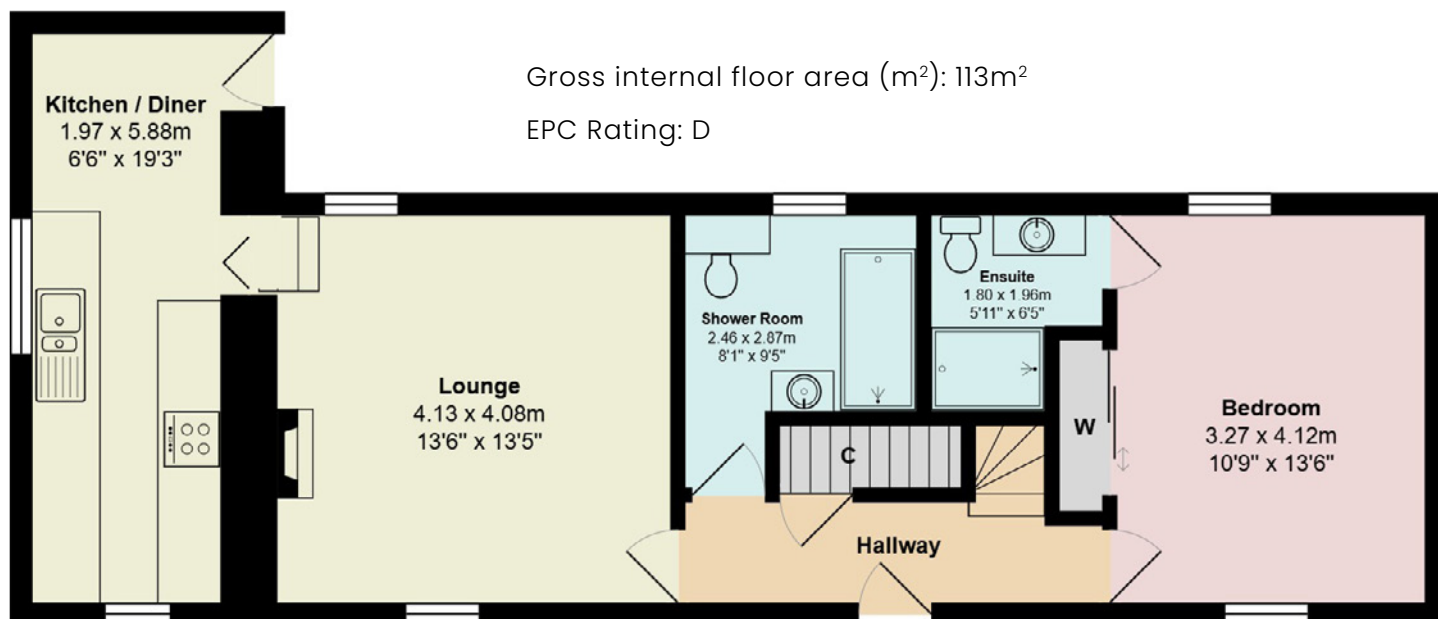 Gross internal floor area (m²): 113m²
EPC Rating: D
Kitchen / Diner
1.97 x 5.88m
6'6" x 19'3"
Lounge
4.13 x 4.08m
13'6" x 13'5"
Shower Room
2.46 x 2.87m
8'1" x 9'5"
Ensuite
1.80 x 1.96m
5'11" x 6'5"
C
W
Bedroom
3.27 x 4.12m
10'9" x 13'6"
Hallway